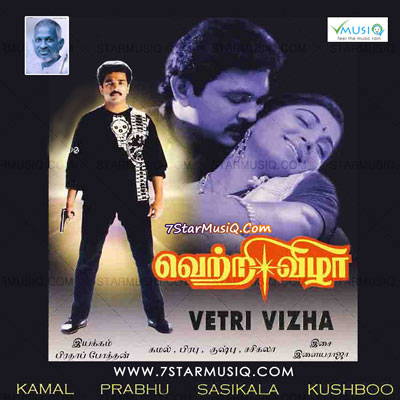 VMUSIQ
feel the music rain
7StarMusiQ.Com
வெற்றி விழா
VETRI VIZHA
இயக்கம்
பிரதாப் போத்தன்
கமல், பிரபு, குஷ்பு, சசிகலா
இசை
இளையராஜா
WWW.7STARMUSIQ.COM
KAMAL PRABHU SASIKALA KUSHBOO